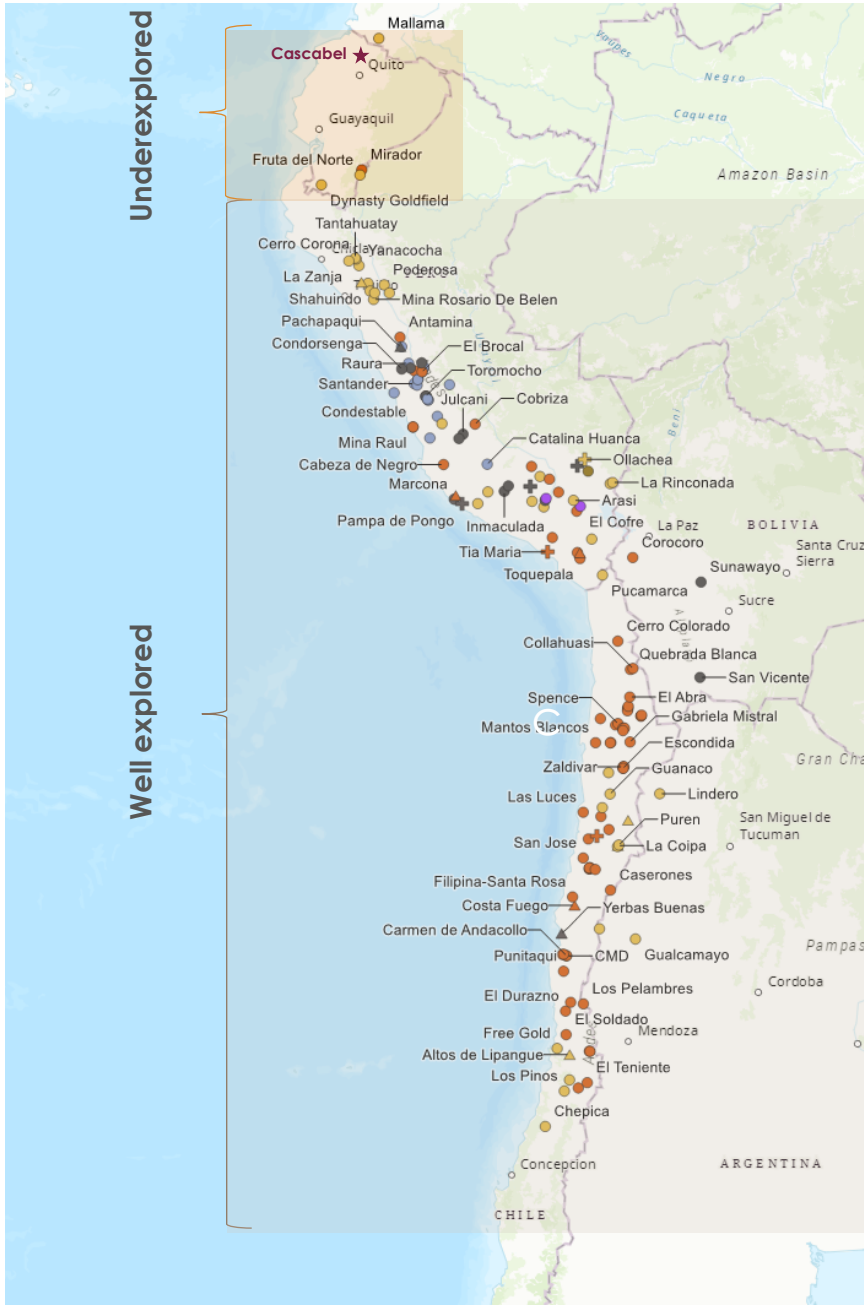 Underexplored
Mallama
Cascabel
Quito
Vaupes
Negro
Caqueta
Guayaquil
Fruta del Norte
Mirador
Amazon Basin
Dynasty Goldfield
Well explored
Tantahuatay
Cerro Corona
Yanacocha
La Zanja
Poderosa
Shahuindo
Mina Rosario De Belen
Pachapaqui
Antamina
Condorsenga
El Brocal
Raura
Toromocho
Santander
Julcani
Cobriza
Condestable
Beni
Mina Raul
Catalina Huanca
Cabeza de Negro
Ollachea
Marcona
La Rinconada
Arasi
Pampa de Pongo
Inmaculada
El Cofre
La Paz
BOLIVIA
Tia Maria
Corocoro
Santa Cruz
Sierra
Toquepala
Sunawayo
Pucamarca
Sucre
Cerro Colorado
Collahuasi
Quebrada Blanca
San Vicente
Spence
El Abra
Mantos Blancos
Gabriela Mistral
Escondida
Gran Cha
Zaldivar
Guanaco
Las Luces
Lindero
Puren
San Miguel de
Tucuman
San Jose
La Coipa
Filipina-Santa Rosa
Caserones
Costa Fuego
Yerbas Buenas
Carmen de Andacollo
Punitaqui
CMD
Gualcamayo
Pampas
El Durazno
Los Pelambres
Cordoba
El Soldado
Free Gold
Mendoza
Altos de Lipangue
El Teniente
Los Pinos
Chepica
Concepcion
ARGENTINA
CHILE